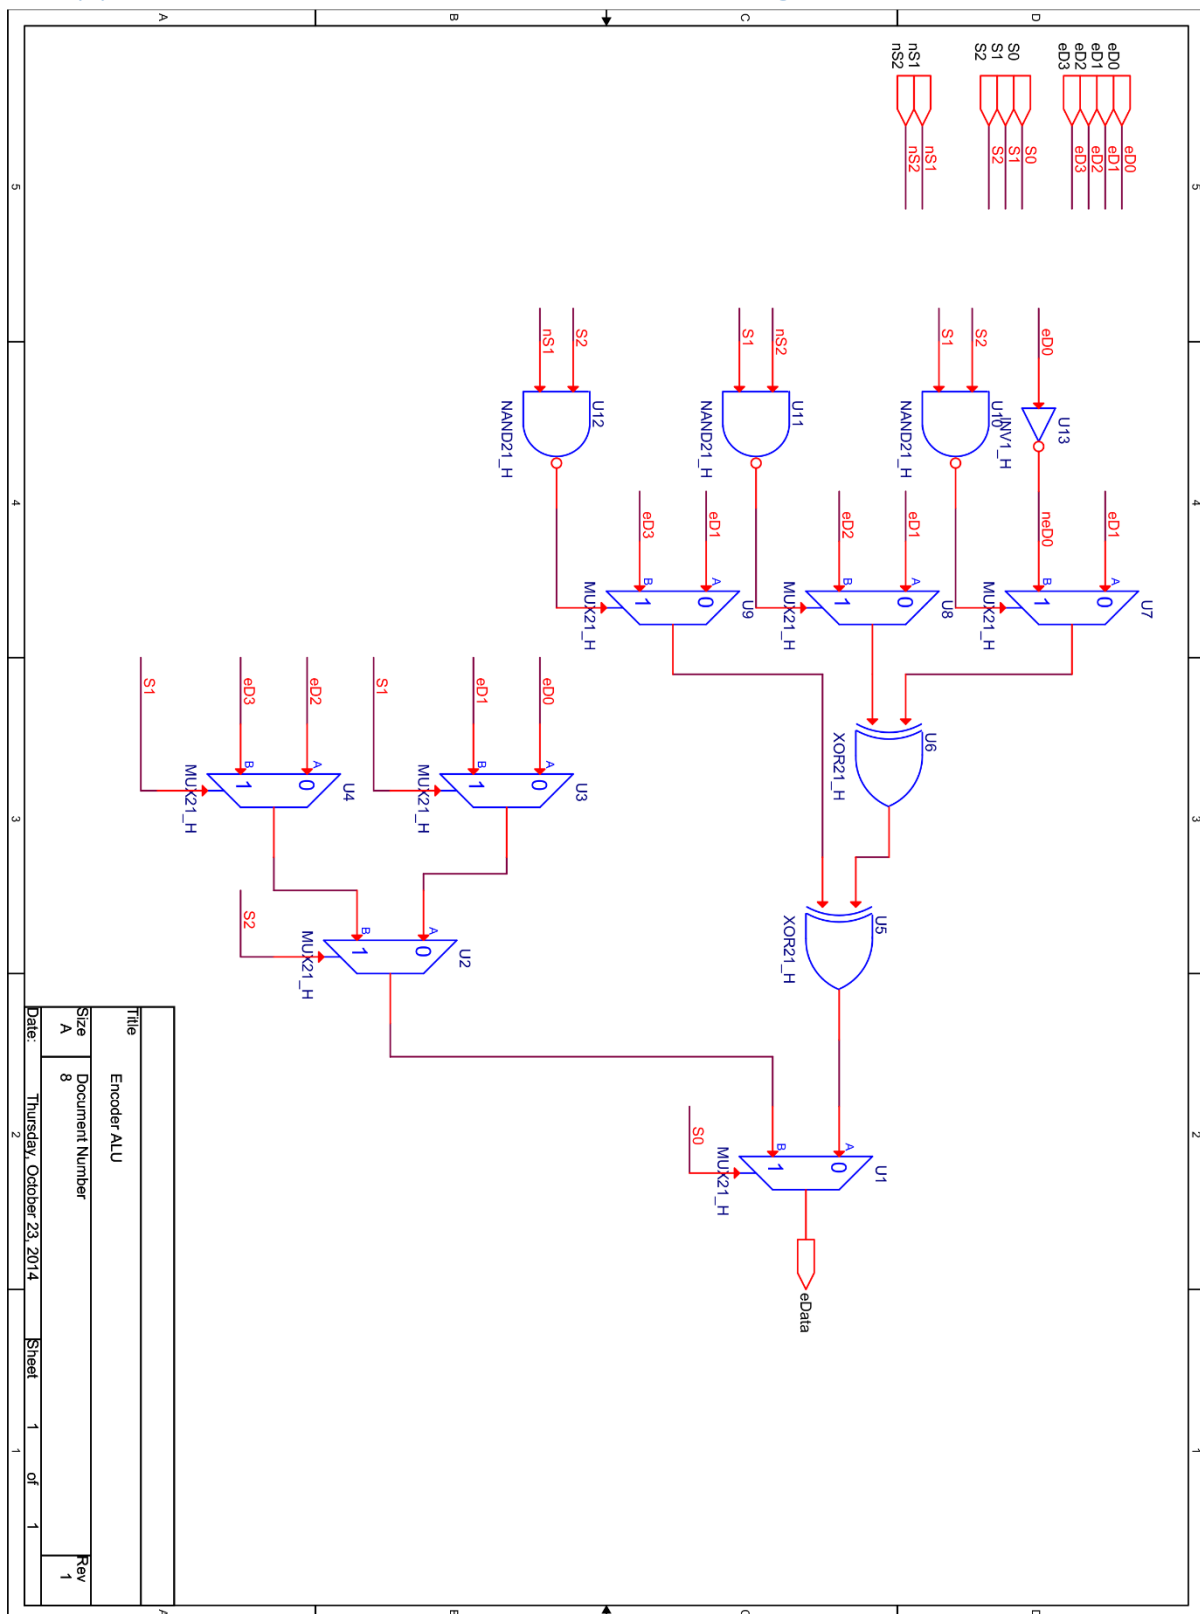 D
C
B
A
5
4
3
2
1
eD0
eD1
eD2
eD3
S0
S1
S2
nS1
nS2
eD0
eD1
eD2
eD3
S0
S1
S2
nS1
nS2
eD1
A
0
U7
eD0
U13
INV1_H
neD0
B
1
MUX21_H
S2
S1
U10
NAND21_H
eD1
A
0
U8
eD2
B
1
MUX21_H
nS2
S1
U11
NAND21_H
eD1
A
0
U9
eD3
B
1
MUX21_H
S2
nS1
U12
NAND21_H
U6
XOR21_H
U5
XOR21_H
eD0
A
0
U3
eD1
B
1
MUX21_H
S1
eD2
A
0
U4
eD3
B
1
MUX21_H
S1
A
0
U2
B
1
MUX21_H
S2
A
0
U1
B
1
MUX21_H
S0
eData
Title
Encoder ALU
Size Document Number Rev
A 8 1
Date: Thursday, October 23, 2014 Sheet 1 of 1
5
4
3
2
1
D
C
B
A